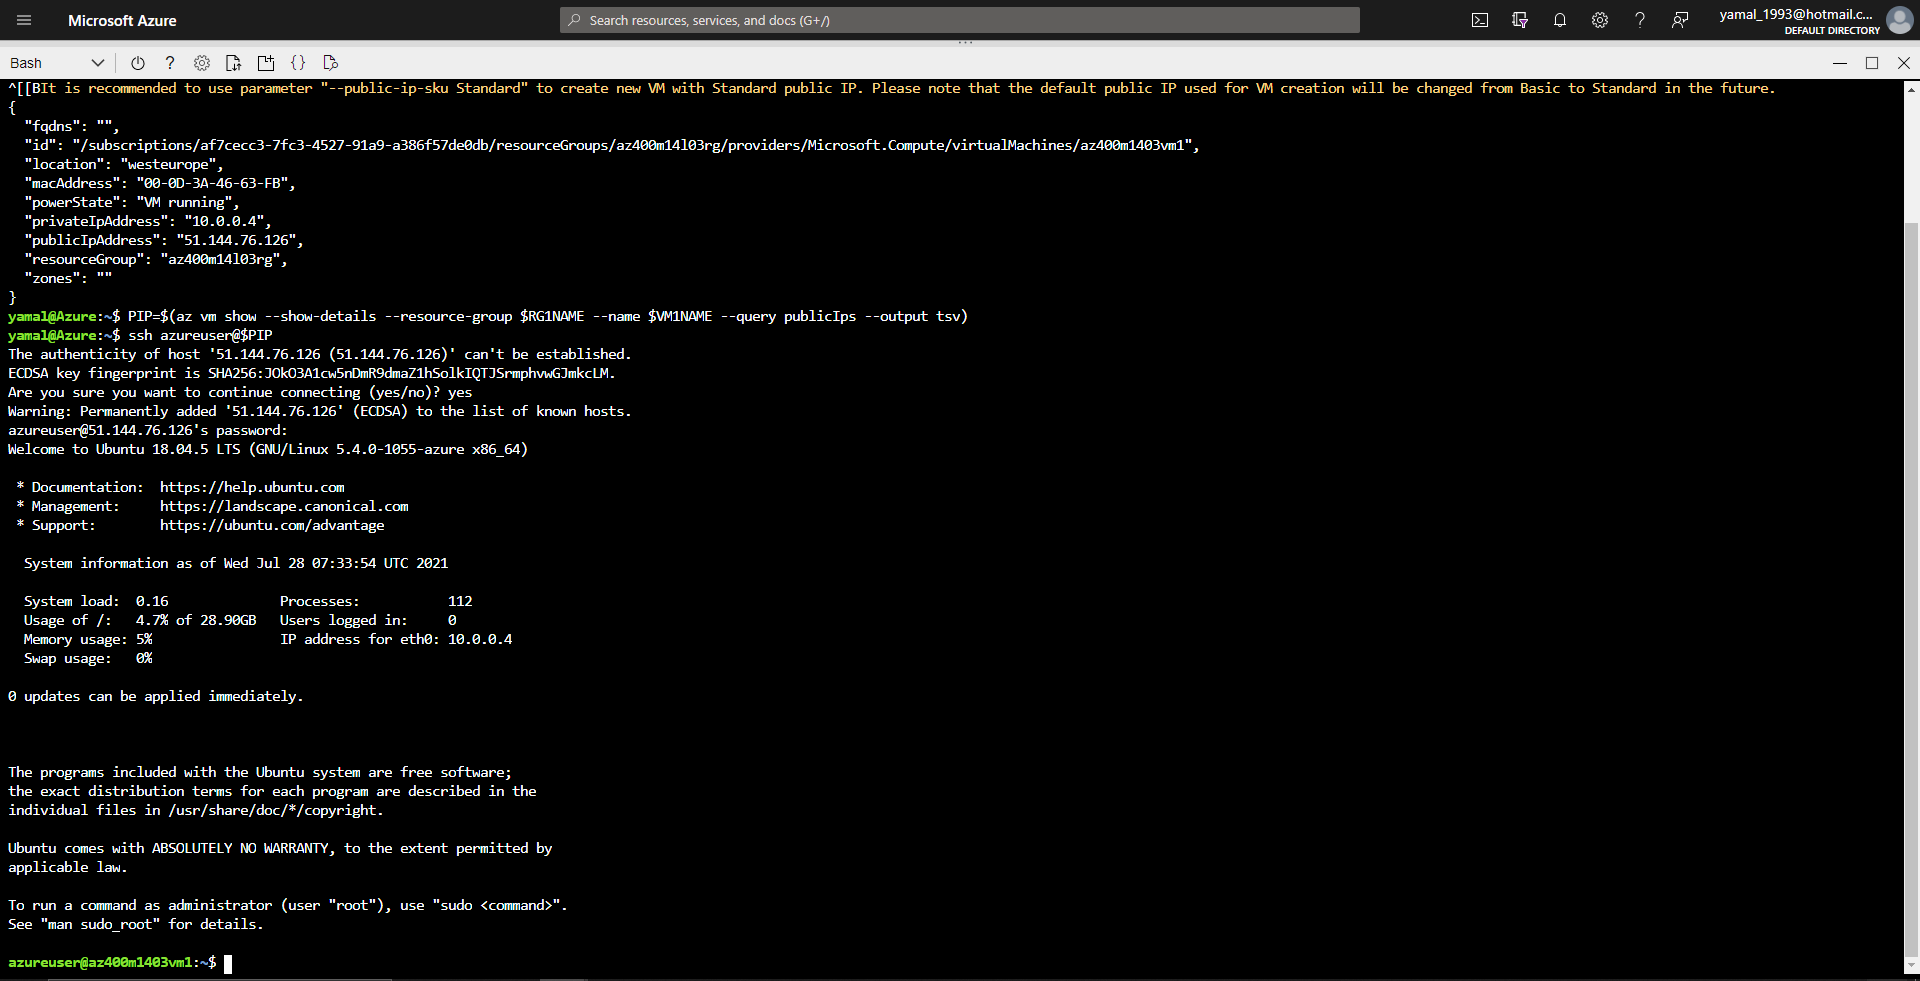 Microsoft Azure
Search resources, services, and docs (G+/)
yamal_1993@hotmail.c...
DEFAULT DIRECTORY
Bash
^[[BIt is recommended to use parameter "--public-ip-sku Standard" to create new VM with Standard public IP. Please note that the default public IP used for VM creation will be changed from Basic to Standard in the future.
{
"fqdns": "",
"id": "/subscriptions/af7cecc3-7fc3-4527-91a9-a386f57de0db/resourceGroups/az400m14l03rg/providers/Microsoft.Compute/virtualMachines/az400m1403vm1",
"location": "westeurope",
"macAddress": "00-0D-3A-46-63-FB",
"powerState": "VM running",
"privateIpAddress": "10.0.0.4",
"publicIpAddress": "51.144.76.126",
"resourceGroup": "az400m14l03rg",
"zones": ""
}
yamal@Azure:~$ PIP=$(az vm show --show-details --resource-group $RG1NAME --name $VM1NAME --query publicIps --output tsv)
yamal@Azure:~$ ssh azureuser@$PIP
The authenticity of host '51.144.76.126 (51.144.76.126)' can't be established.
ECDSA key fingerprint is SHA256:JOkO3A1cw5nDmR9dmaZ1hSolkIQTJSrmphvwGJmkcLM.
Are you sure you want to continue connecting (yes/no)? yes
Warning: Permanently added '51.144.76.126' (ECDSA) to the list of known hosts.
azureuser@51.144.76.126's password:
Welcome to Ubuntu 18.04.5 LTS (GNU/Linux 5.4.0-1055-azure x86_64)
* Documentation:  https://help.ubuntu.com
* Management:     https://landscape.canonical.com
* Support:        https://ubuntu.com/advantage
System information as of Wed Jul 28 07:33:54 UTC 2021
System load:  0.16              Processes:           112
Usage of /:   4.7% of 28.90GB   Users logged in:     0
Memory usage: 5%                IP address for eth0: 10.0.0.4
Swap usage:   0%
0 updates can be applied immediately.
The programs included with the Ubuntu system are free software;
the exact distribution terms for each program are described in the
individual files in /usr/share/doc/*/copyright.
Ubuntu comes with ABSOLUTELY NO WARRANTY, to the extent permitted by
applicable law.
To run a command as administrator (user "root"), use "sudo <command>".
See "man sudo_root" for details.
azureuser@az400m1403vm1:~$